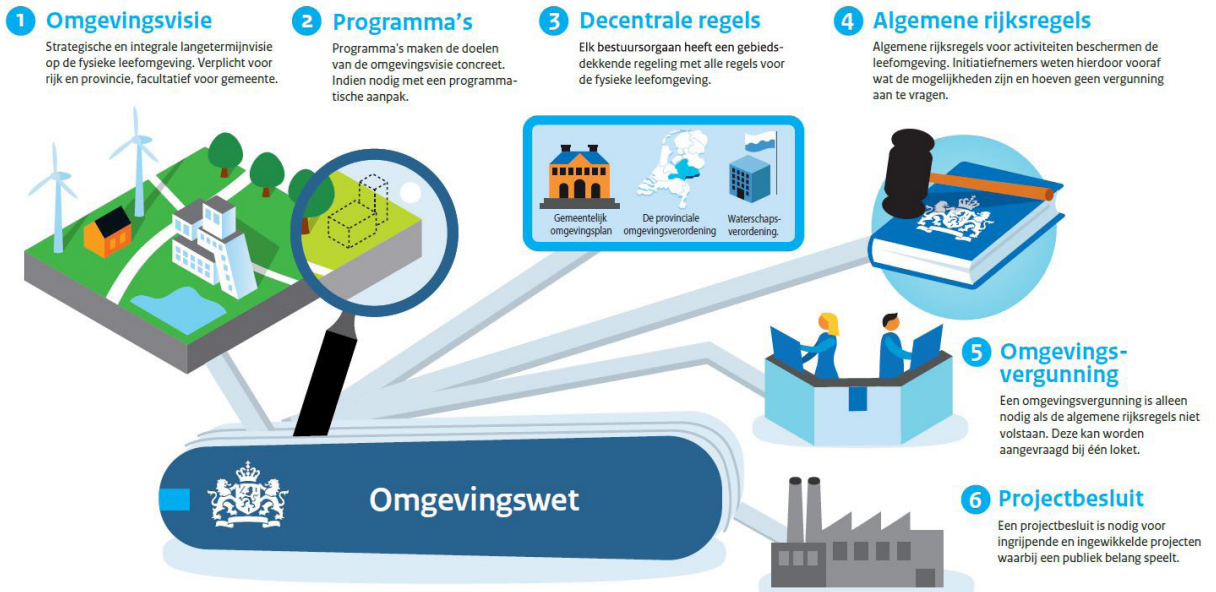 1 Omgevingsvisie
Strategische en integrale langetermijnvisie
op de fysieke leefomgeving. Verplicht voor
rijk en provincie, facultatief voor gemeente.
2 Programma's
Programma's maken de doelen
van de omgevingsvisie concreet.
Indien nodig met een programma-
tische aanpak.
3 Decentrale regels
Elk bestuursorgaan heeft een gebieds-
dekkende regeling met alle regels voor
de fysieke leefomgeving.
Gemeentelijk
omgevingsplan
De provinciale
omgevingsverordening
Waterschaps-
verordening.
4 Algemene rijksregels
Algemene rijksregels voor activiteiten beschermen de
leefomgeving. Initiatiefnemers weten hierdoor vooraf
wat de mogelijkheden zijn en hoeven geen vergunning
aan te vragen.
5 Omgevings-
vergunning
Een omgevingsvergunning is alleen
nodig als de algemene rijksregels niet
volstaan. Deze kan worden
aangevraagd bij één loket.
6 Projectbesluit
Een projectbesluit is nodig voor
ingrijpende en ingewikkelde projecten
waarbij een publiek belang speelt.
Omgevingswet